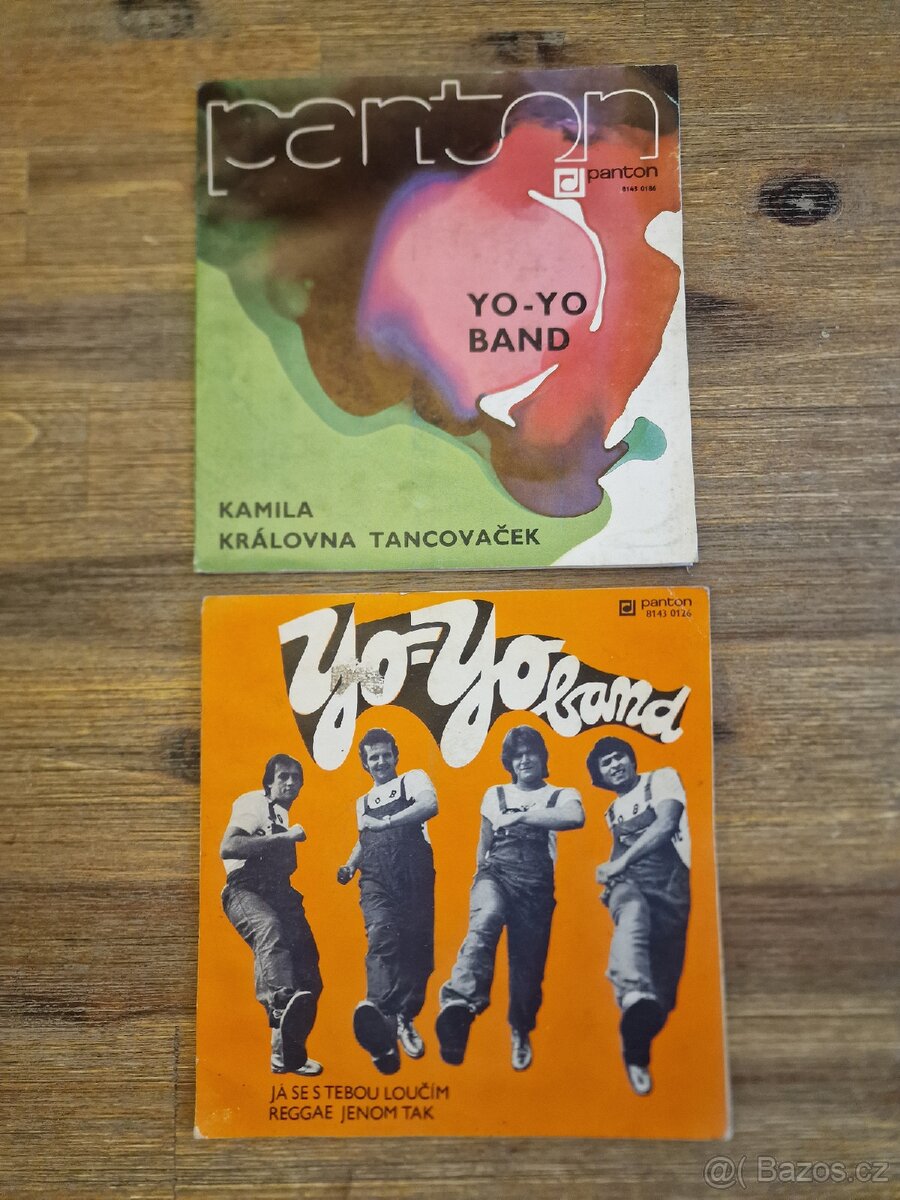 panton
panton
8143 0186
YO-YO
BAND
KAMILA
KRÁLOVNA TANCOVAČEK
panton
8143 0126
Yo-Yo band
JÁ SE S TEBOU LOUČÍM
REGGAE JENOM TAK
@( Bazos.cz